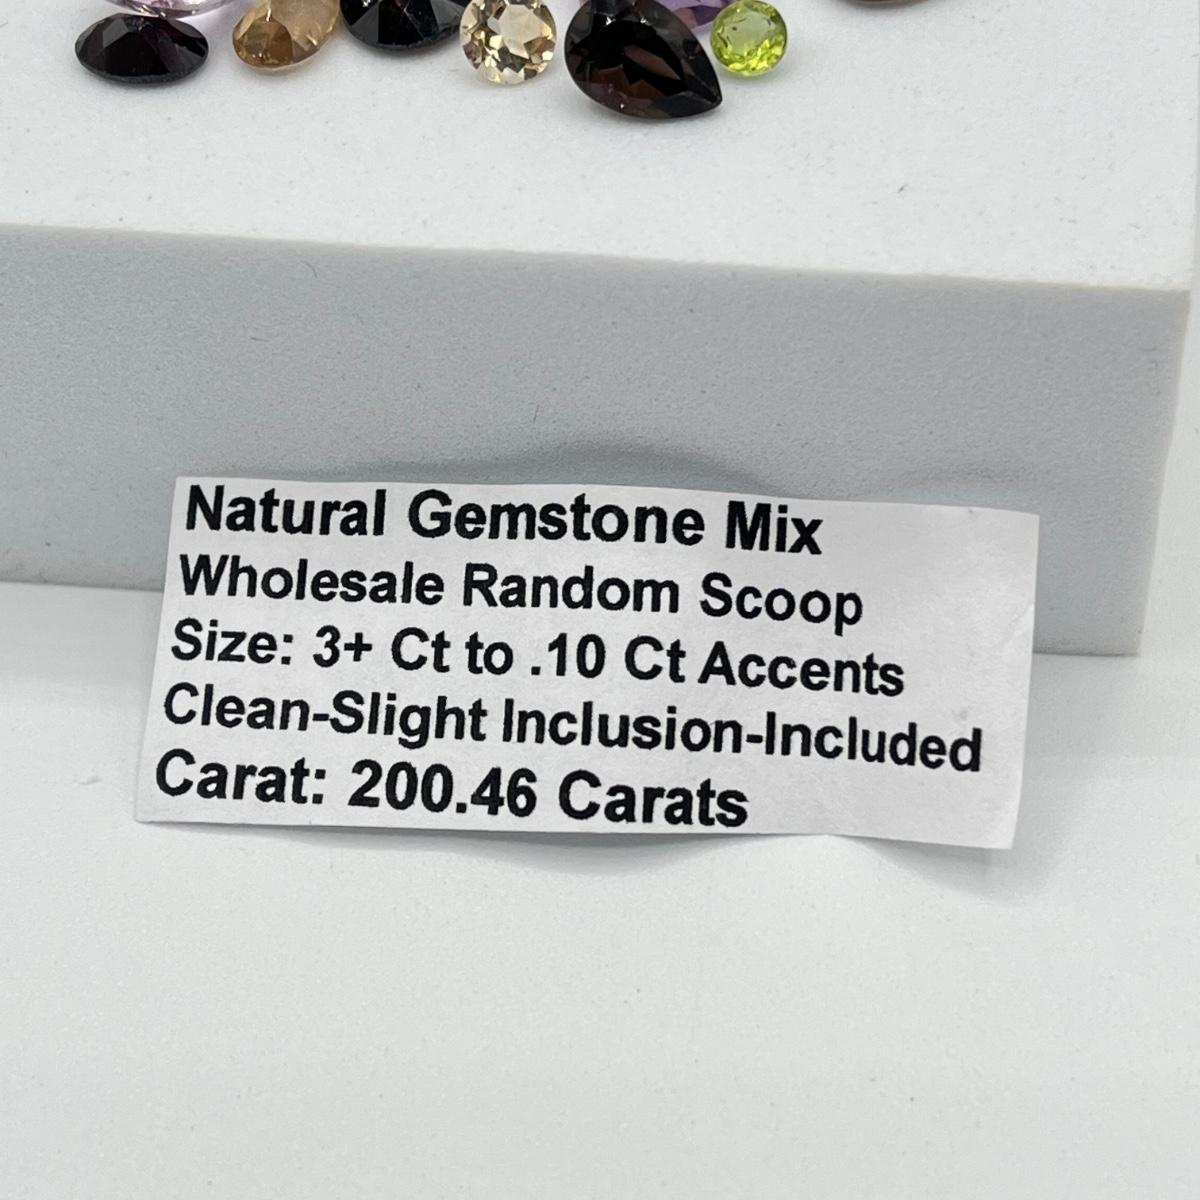 Natural Gemstone Mix
Wholesale Random Scoop
Size: 3+ Ct to .10 Ct Accents
Clean-Slight Inclusion-Included
Carat: 200.46 Carats